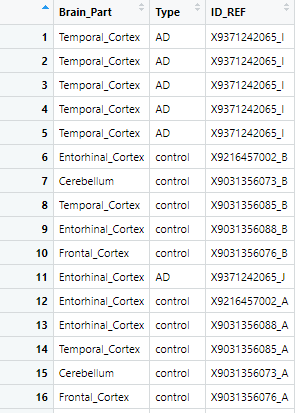 Brain_Part Type ID_REF
1 Temporal_Cortex AD X9371242065_I
2 Temporal_Cortex AD X9371242065_I
3 Temporal_Cortex AD X9371242065_I
4 Temporal_Cortex AD X9371242065_I
5 Temporal_Cortex AD X9371242065_I
6 Entorhinal_Cortex control X9216457002_B
7 Cerebellum control X9031356073_B
8 Temporal_Cortex control X9031356085_B
9 Entorhinal_Cortex control X9031356088_B
10 Frontal_Cortex control X9031356076_B
11 Entorhinal_Cortex AD X9371242065_J
12 Entorhinal_Cortex control X9216457002_A
13 Entorhinal_Cortex control X9031356088_A
14 Temporal_Cortex control X9031356085_A
15 Cerebellum control X9031356073_A
16 Frontal_Cortex control X9031356076_A